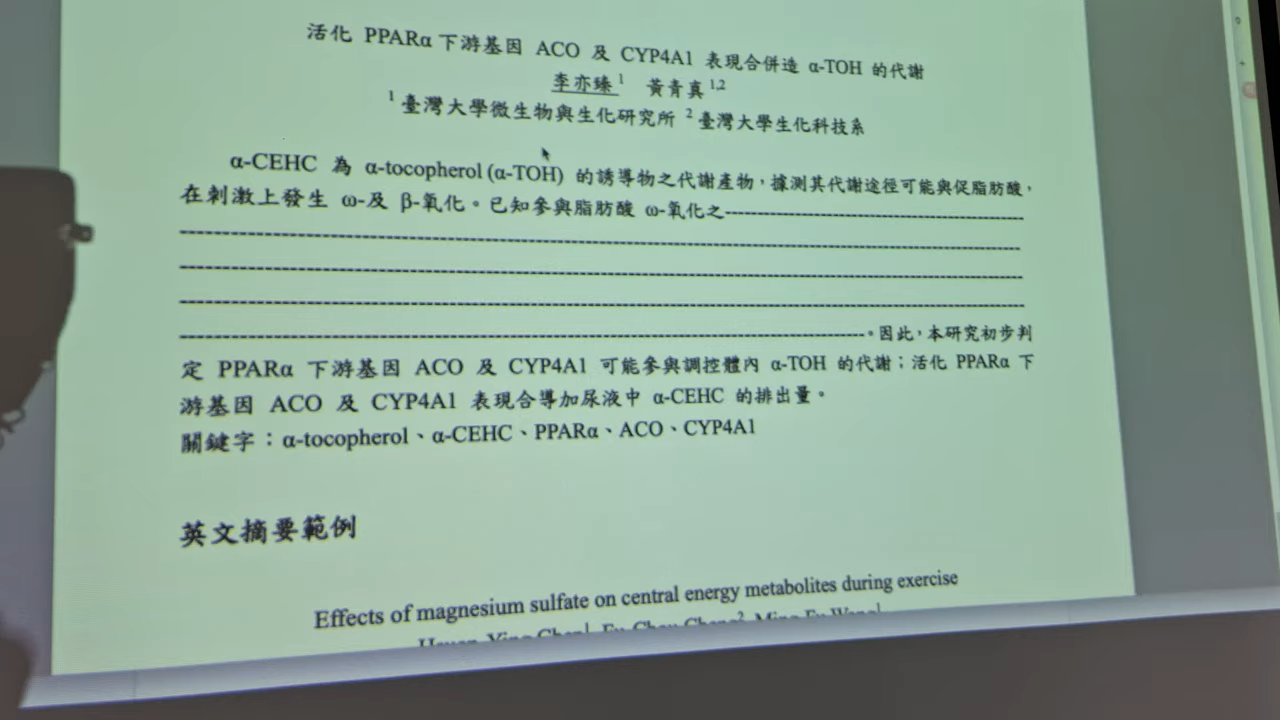 活化 PPARα 下游基因 ACO 及 CYP4A1 表現合併造 α-TOH 的代謝
李亦臻¹ 黃青真¹,²
¹ 臺灣大學微生物與生化研究所 ² 臺灣大學生化科技系
α-CEHC 為 α-tocopherol (α-TOH) 的誘導物之代謝產物，據測其代謝途徑可能與促脂肪酸，
在刺激上發生 ω-及 β-氧化。已知參與脂肪酸 ω-氧化之--------------------
--------------------
--------------------
--------------------
--------------------。因此，本研究初步判
定 PPARα 下游基因 ACO 及 CYP4A1 可能參與調控體內 α-TOH 的代謝；活化 PPARα 下
游基因 ACO 及 CYP4A1 表現合導加尿液中 α-CEHC 的排出量。
關鍵字：α-tocopherol、α-CEHC、PPARα、ACO、CYP4A1
英文摘要範例
Effects of magnesium sulfate on central energy metabolites during exercise